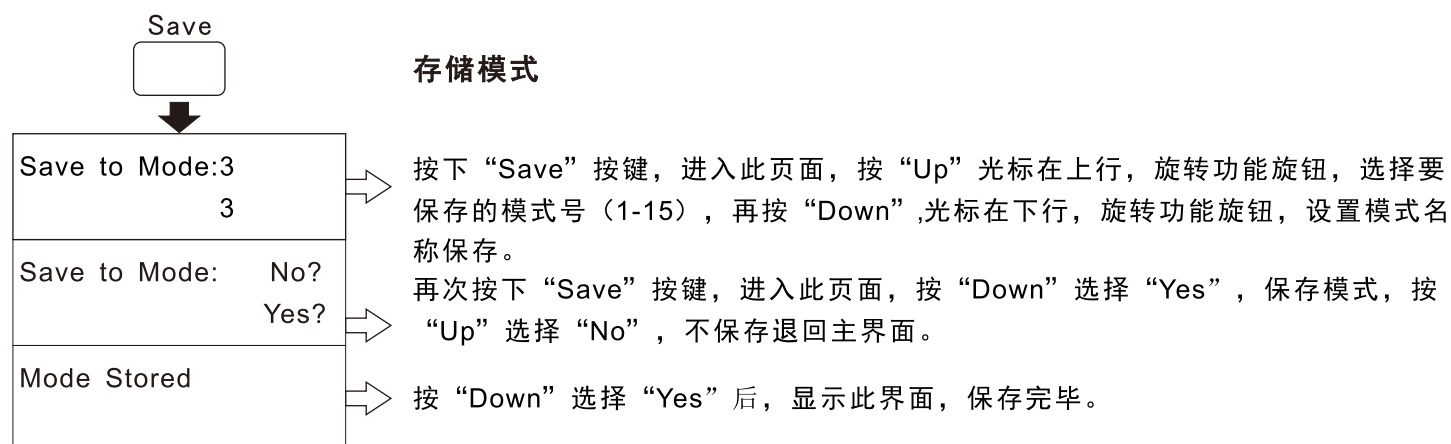 Save
存储模式
Save to Mode:3
3
按下“Save”按键，进入此页面，按“Up”光标在上行，旋转功能旋钮，选择要
保存的模式号（1-15），再按“Down”,光标在下行，旋转功能旋钮，设置模式名
称保存。
Save to Mode: No?
Yes?
再次按下“Save”按键，进入此页面，按“Down”选择“Yes”，保存模式，按
“Up”选择“No”，不保存退回主界面。
Mode Stored
按“Down”选择“Yes”后，显示此界面，保存完毕。